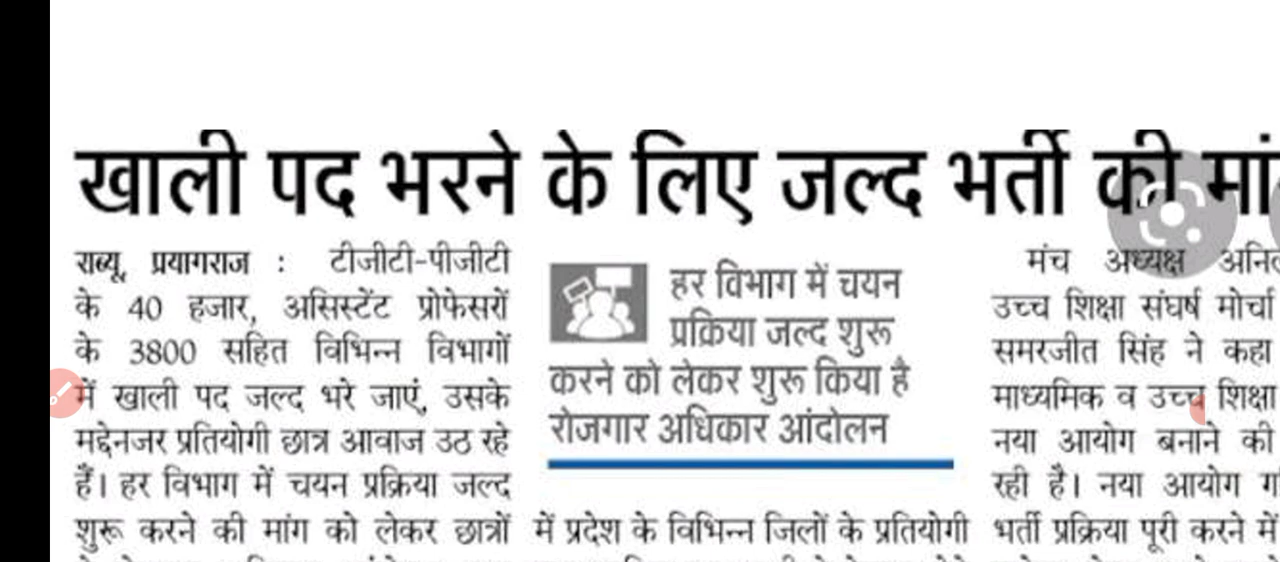 खाली पद भरने के लिए जल्द भर्ती की
राब्यू, प्रयागराज : टीजीटी-पीजीटी
के 40 हजार, असिस्टेंट प्रोफेसरों
के 3800 सहित विभिन्न विभागों
में खाली पद जल्द भरे जाएं, उसके
मद्देनजर प्रतियोगी छात्र आवाज उठ रहे
हैं। हर विभाग में चयन प्रक्रिया जल्द
शुरू करने की मांग को लेकर छात्रों
हर विभाग में चयन
प्रक्रिया जल्द शुरू
करने को लेकर शुरू किया है
रोजगार अधिकार आंदोलन
में प्रदेश के विभिन्न जिलों के प्रतियोगी
मंच अध्यक्ष
उच्च शिक्षा संघर्ष मोर्चा
समरजीत सिंह ने कहा
माध्यमिक व उच्च शिक्षा
नया आयोग बनाने की
रही है। नया आयोग
भर्ती प्रक्रिया पूरी करने में